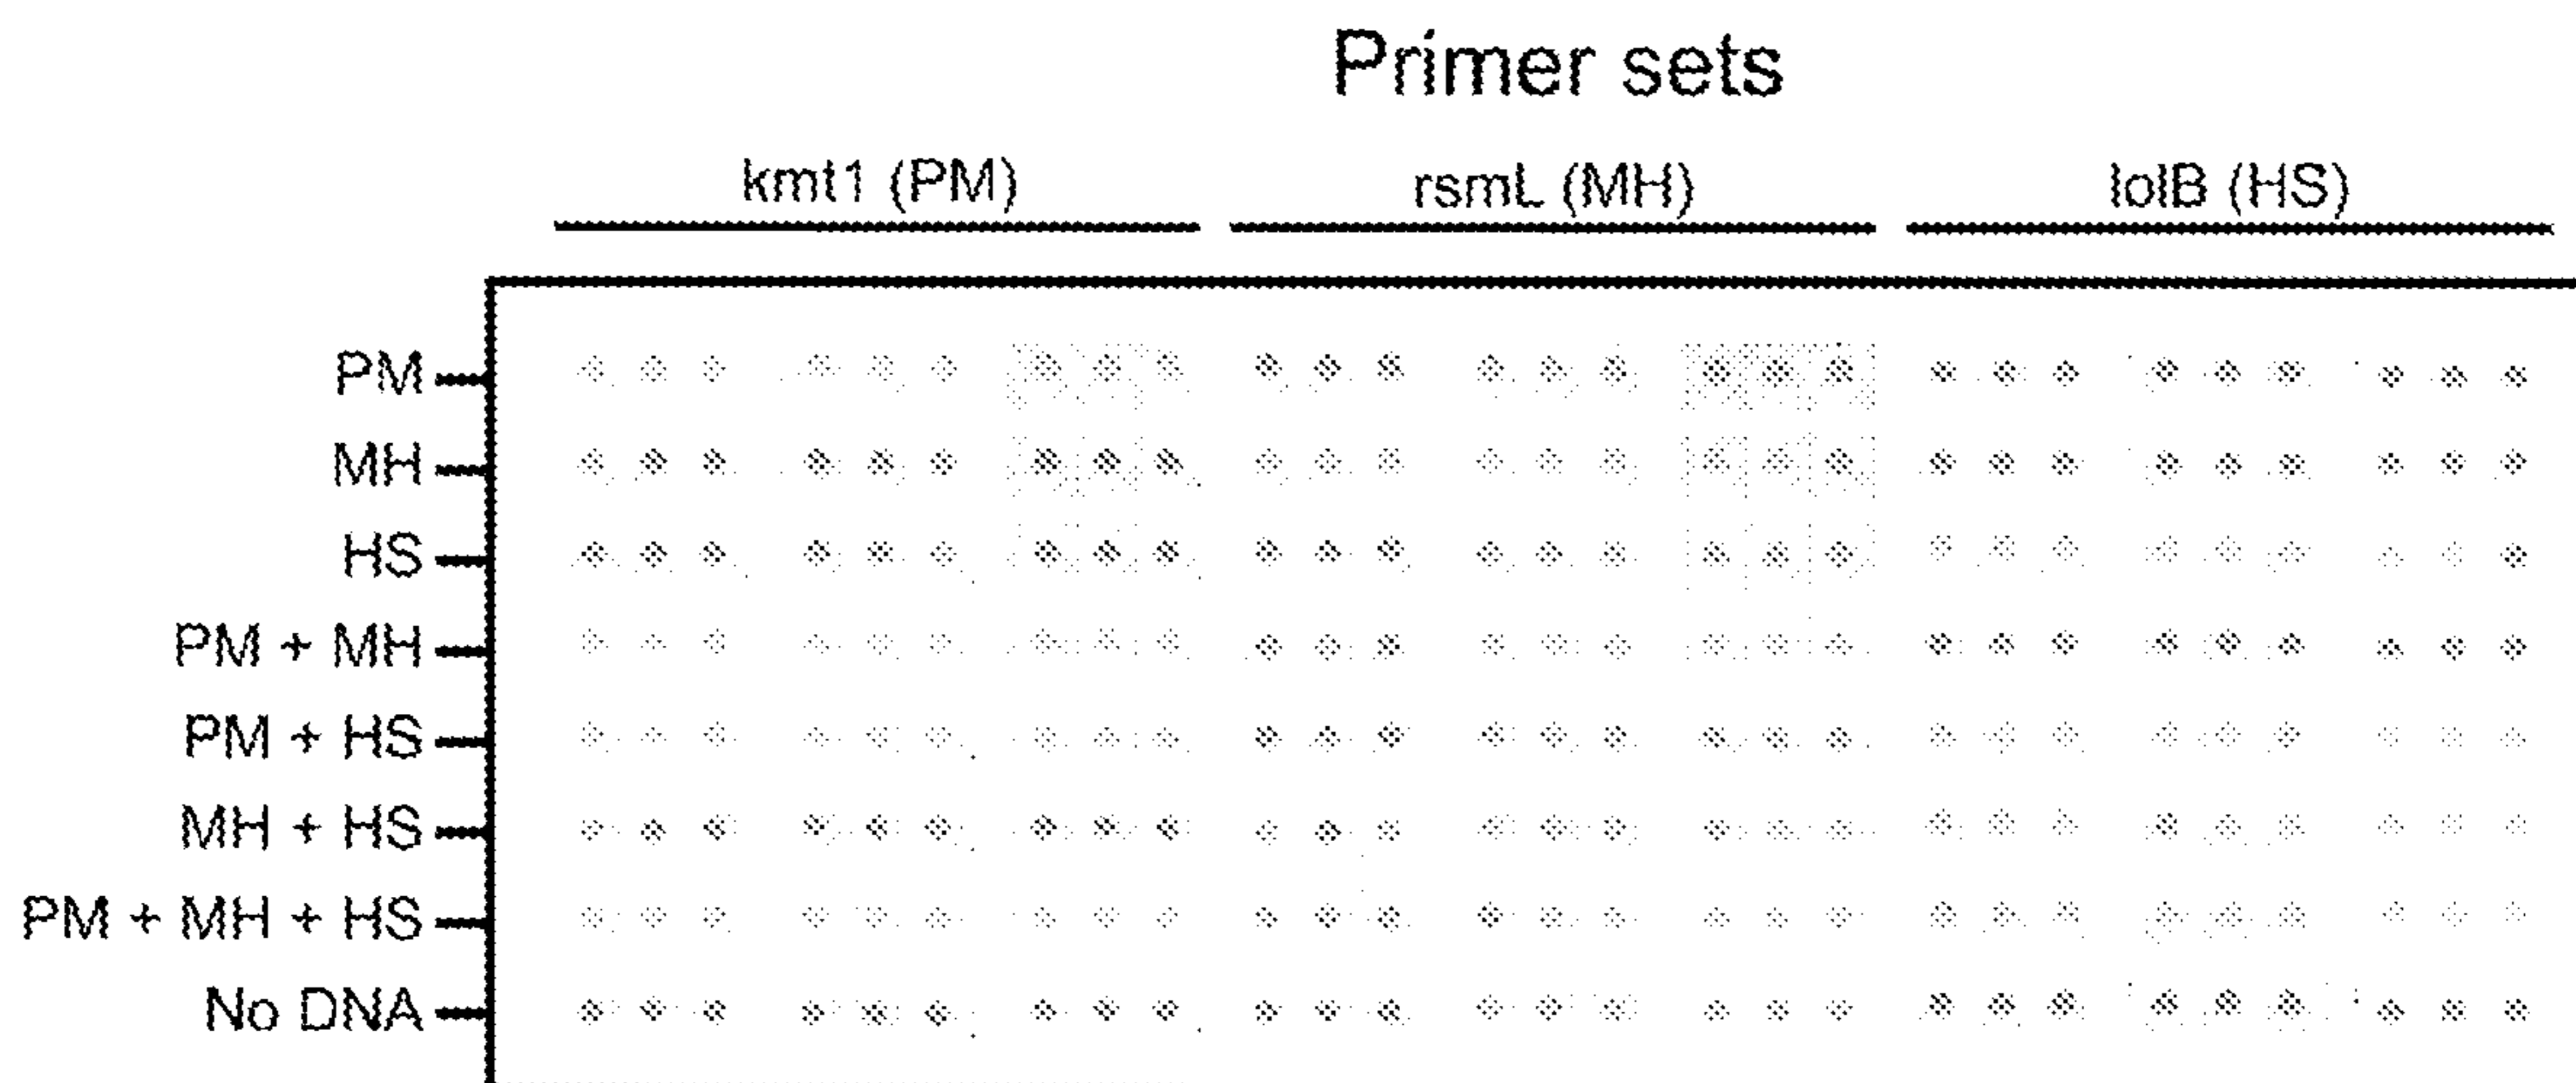 Primer sets
kmt1 (PM) rsmL (MH) lolB (HS)
PM
MH
HS
PM + MH
PM + HS
MH + HS
PM + MH + HS
No DNA